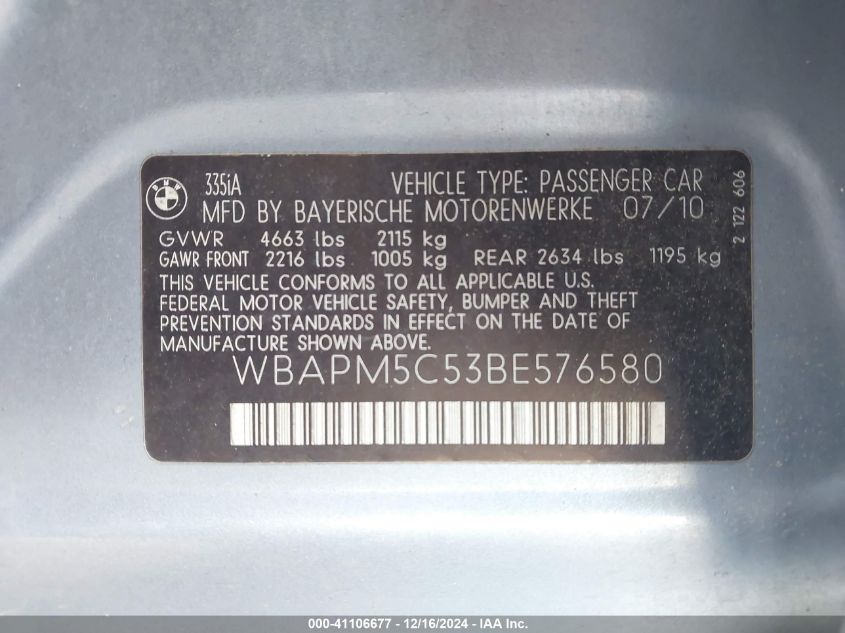 BMW
335iA VEHICLE TYPE: PASSENGER CAR
MFD BY BAYERISCHE MOTORENWERKE 07/10
GVWR 4663 lbs 2115 kg
GAWR FRONT 2216 lbs 1005 kg REAR 2634 lbs 1195 kg
THIS VEHICLE CONFORMS TO ALL APPLICABLE U.S.
FEDERAL MOTOR VEHICLE SAFETY, BUMPER AND THEFT
PREVENTION STANDARDS IN EFFECT ON THE DATE OF
MANUFACTURE SHOWN ABOVE.
WBAPM5C53BE576580
2 122 606
000-41106677 - 12/16/2024 - IAA Inc.